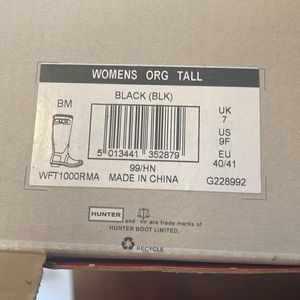 WOMENS ORG TALL
BM
BLACK (BLK)
UK
7
US
9F
EU
40/41
5 013441 352879
99/HN
WFT1000RMA MADE IN CHINA G228992
HUNTER and are trade marks of
HUNTER BOOT LIMITED.
RECYCLE